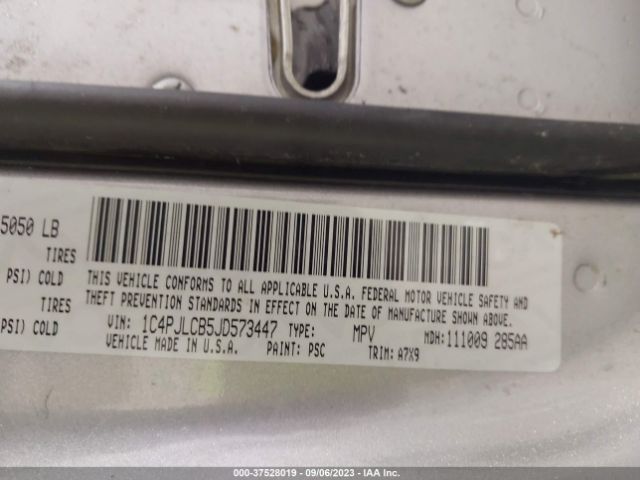 5050 LB
TIRES
PSI) COLD
TIRES
PSI) COLD
THIS VEHICLE CONFORMS TO ALL APPLICABLE U.S.A. FEDERAL MOTOR VEHICLE SAFETY AND
THEFT PREVENTION STANDARDS IN EFFECT ON THE DATE OF MANUFACTURE SHOWN ABOVE.
VIN: 1C4PJLCB5JD573447 TYPE: MPV MDH:111009 285AA
VEHICLE MADE IN U.S.A. PAINT: PSC TRIM: A7X9
000-37528019 - 09/06/2023 - IAA Inc.